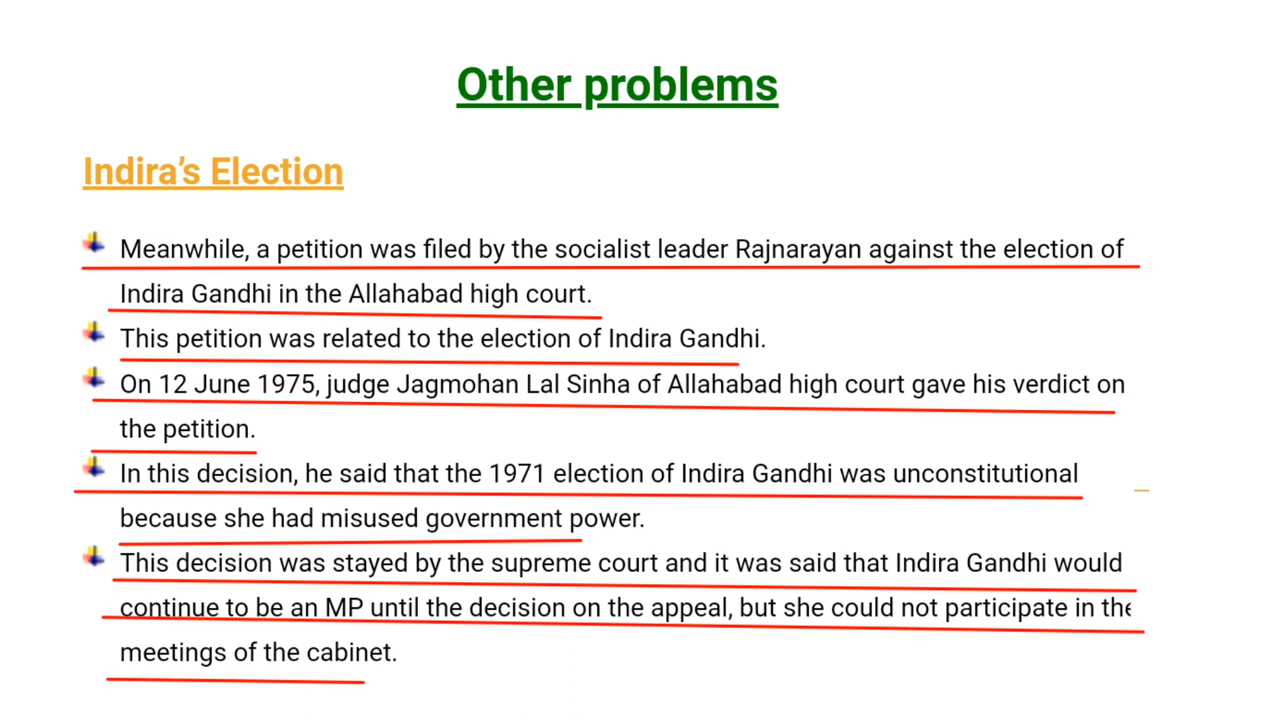 Other problems
Indira's Election
Meanwhile, a petition was filed by the socialist leader Rajnarayan against the election of
Indira Gandhi in the Allahabad high court.
This petition was related to the election of Indira Gandhi.
On 12 June 1975, judge Jagmohan Lal Sinha of Allahabad high court gave his verdict on
the petition.
In this decision, he said that the 1971 election of Indira Gandhi was unconstitutional
because she had misused government power.
This decision was stayed by the supreme court and it was said that Indira Gandhi would
continue to be an MP until the decision on the appeal, but she could not participate in the
meetings of the cabinet.